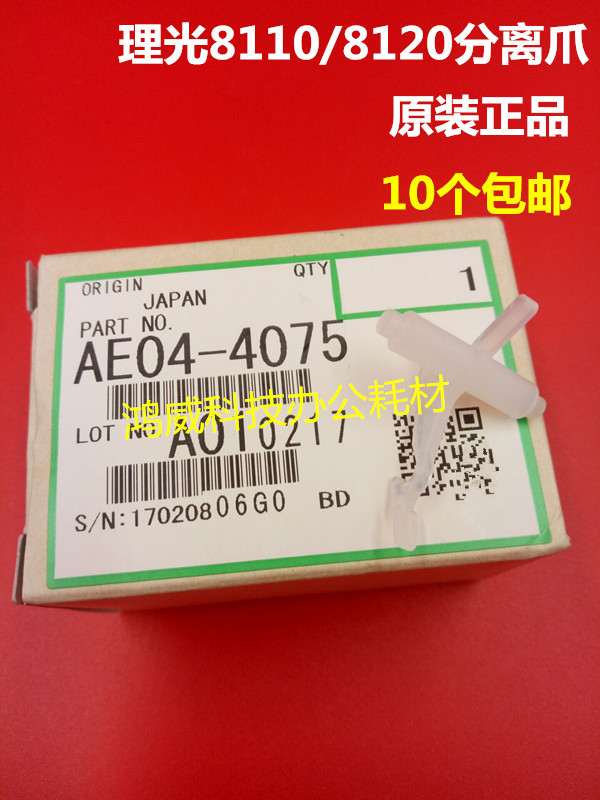 理光8110/8120分离爪
原装正品
10个包邮
ORIGIN
JAPAN
QTY
1
PART NO.
AE04-4075
鸿威科技办公耗材
LOT NO.
A016217
S/N:17020806G0
BD